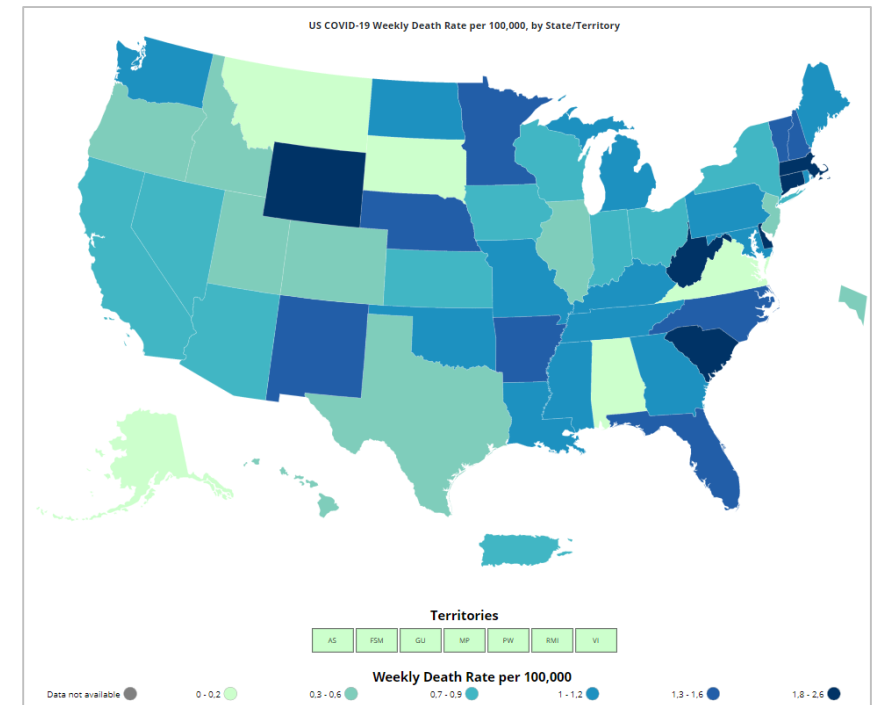 US COVID-19 Weekly Death Rate per 100,000, by State/Territory
Territories
AS FSM GU MP PW RMI VI
Weekly Death Rate per 100,000
Data not available 0 - 0,2 0,3 - 0,6 0,7 - 0,9 1 - 1,2 1,3 - 1,6 1,8 - 2,6